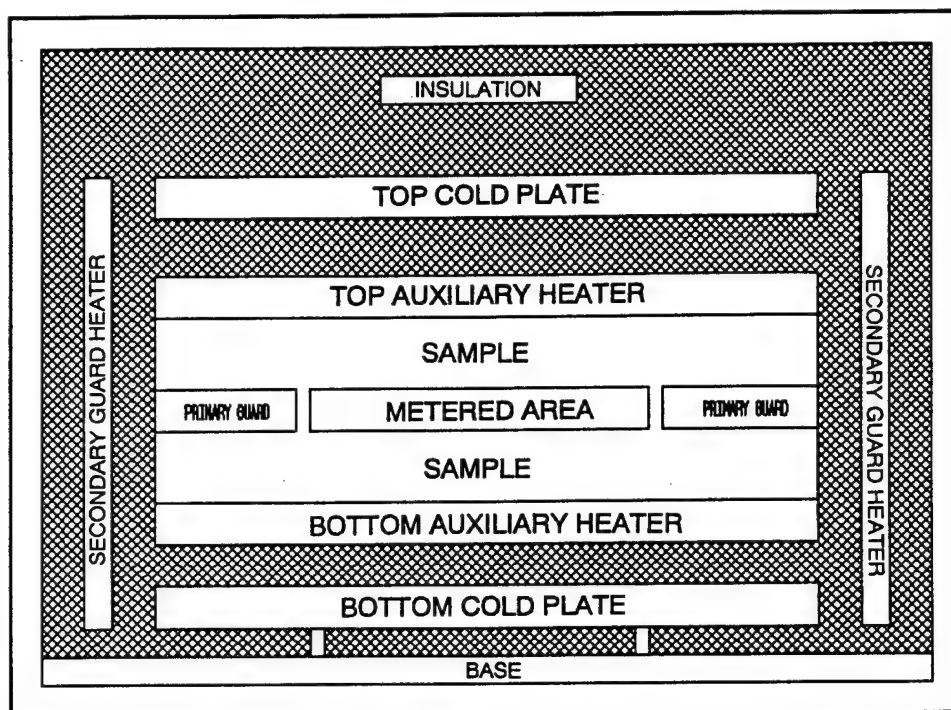 INSULATION
TOP COLD PLATE
SECONDARY GUARD HEATER
TOP AUXILIARY HEATER
SECONDARY GUARD HEATER
SAMPLE
PRIMARY GUARD
METERED AREA
PRIMARY GUARD
SAMPLE
BOTTOM AUXILIARY HEATER
BOTTOM COLD PLATE
BASE